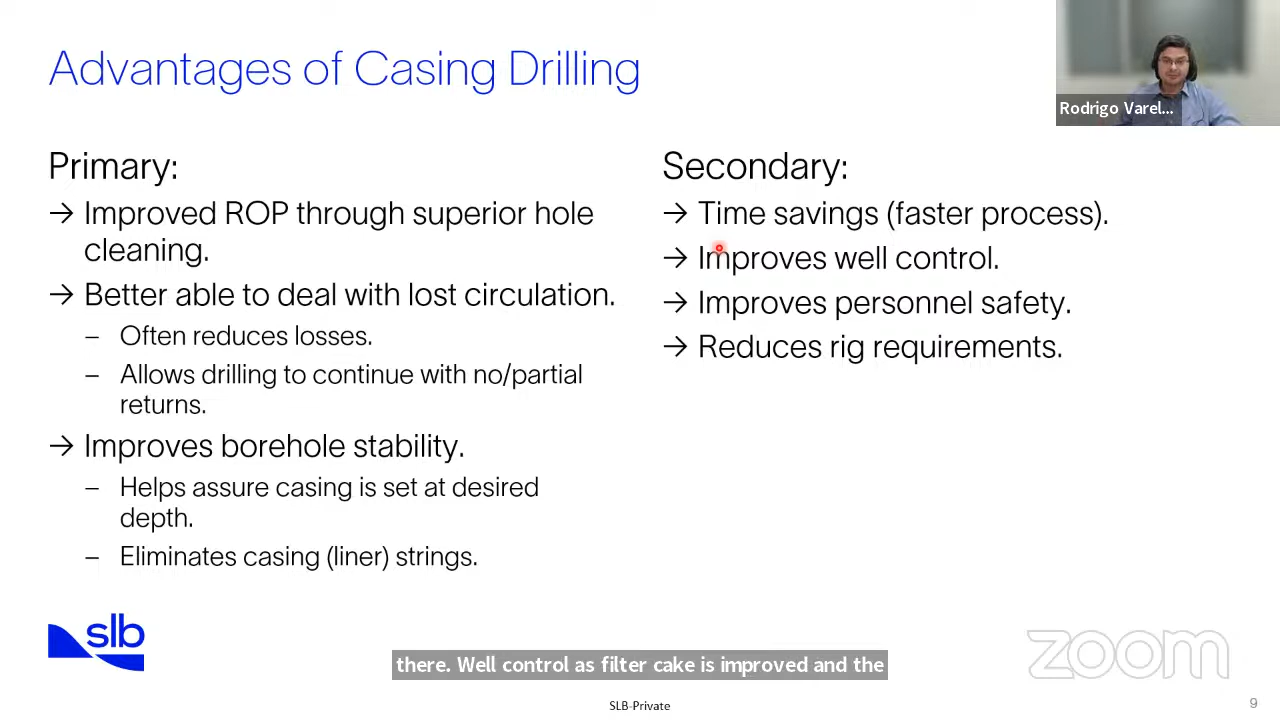 Advantages of Casing Drilling
Rodrigo Varel...
Primary:
→ Improved ROP through superior hole
cleaning.
→ Better able to deal with lost circulation.
– Often reduces losses.
– Allows drilling to continue with no/partial
returns.
→ Improves borehole stability.
– Helps assure casing is set at desired
depth.
– Eliminates casing (liner) strings.
Secondary:
→ Time savings (faster process).
→ Improves well control.
→ Improves personnel safety.
→ Reduces rig requirements.
slb
there. Well control as filter cake is improved and the
zoom
SLB-Private
9